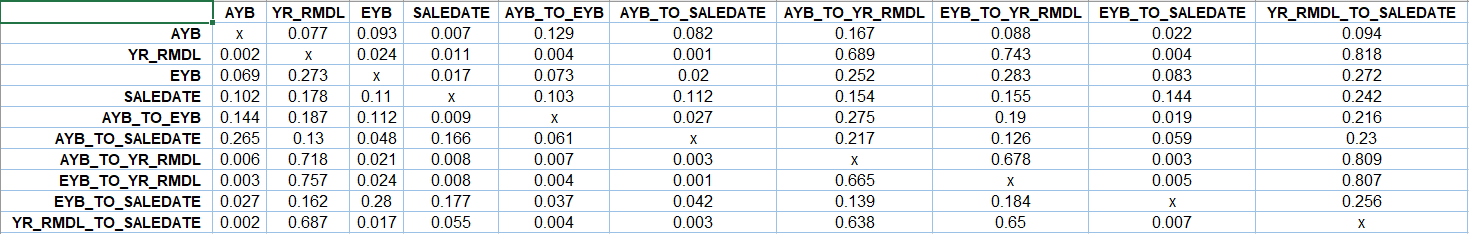 AYB YR_RMDL EYB SALEDATE AYB_TO_EYB AYB_TO_SALEDATE AYB_TO_YR_RMDL EYB_TO_YR_RMDL EYB_TO_SALEDATE YR_RMDL_TO_SALEDATE
AYB x 0.077 0.093 0.007 0.129 0.082 0.167 0.088 0.022 0.094
YR_RMDL 0.002 x 0.024 0.011 0.004 0.001 0.689 0.743 0.004 0.818
EYB 0.069 0.273 x 0.017 0.073 0.02 0.252 0.283 0.083 0.272
SALEDATE 0.102 0.178 0.11 x 0.103 0.112 0.154 0.155 0.144 0.242
AYB_TO_EYB 0.144 0.187 0.112 0.009 x 0.027 0.275 0.19 0.019 0.216
AYB_TO_SALEDATE 0.265 0.13 0.048 0.166 0.061 x 0.217 0.126 0.059 0.23
AYB_TO_YR_RMDL 0.006 0.718 0.021 0.008 0.007 0.003 x 0.678 0.003 0.809
EYB_TO_YR_RMDL 0.003 0.757 0.024 0.008 0.004 0.001 0.665 x 0.005 0.807
EYB_TO_SALEDATE 0.027 0.162 0.28 0.177 0.037 0.042 0.139 0.184 x 0.256
YR_RMDL_TO_SALEDATE 0.002 0.687 0.017 0.055 0.004 0.003 0.638 0.65 0.007 x